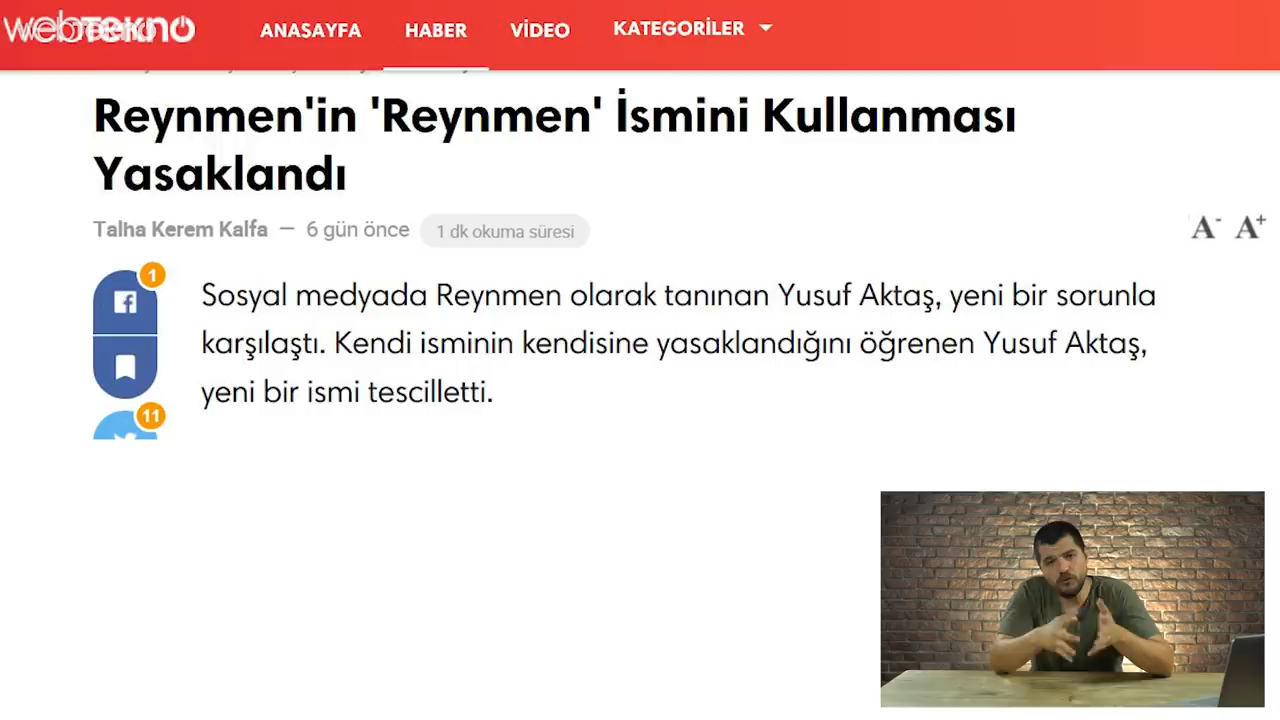 webtekno
ANASAYFA HABER VİDEO KATEGORİLER
Reynmen'in 'Reynmen' İsmini Kullanması
Yasaklandı
Talha Kerem Kalfa — 6 gün önce 1 dk okuma süresi
A- A+
1
Sosyal medyada Reynmen olarak tanınan Yusuf Aktaş, yeni bir sorunla
karşılaştı. Kendi isminin kendisine yasaklandığını öğrenen Yusuf Aktaş,
yeni bir ismi tescilletti.
11